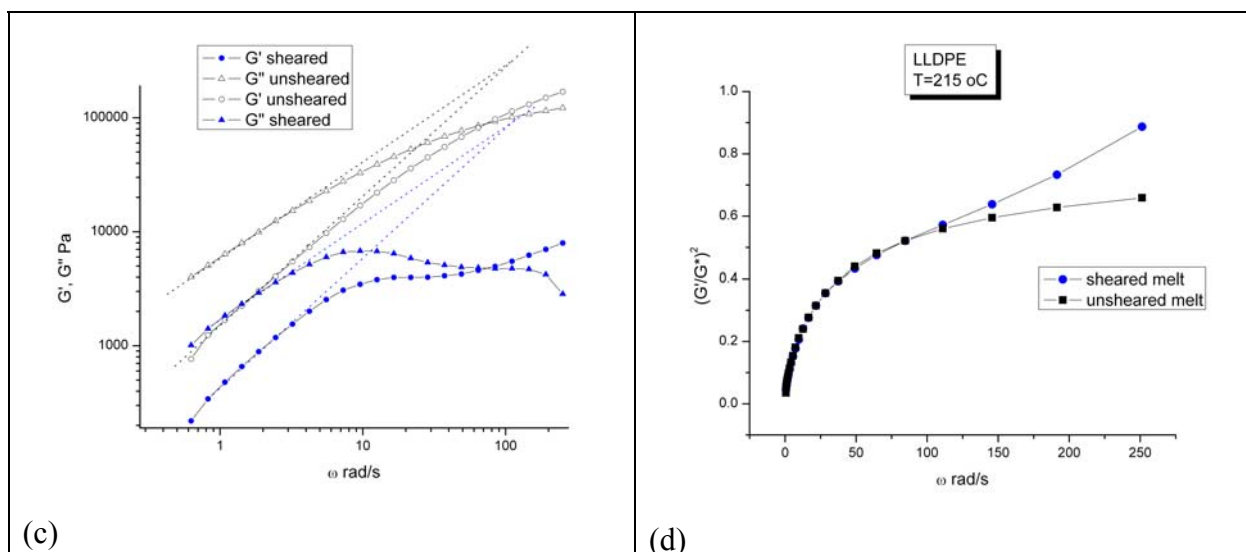 G' sheared
G" unsheared
G' unsheared
G" sheared
100000
10000
1000
G', G" Pa
1
10
100
ω rad/s
(c)
LLDPE
T=215 oC
1.0
0.8
0.6
0.4
0.2
0.0
(G'/G*)²
sheared melt
unsheared melt
0
50
100
150
200
250
ω rad/s
(d)